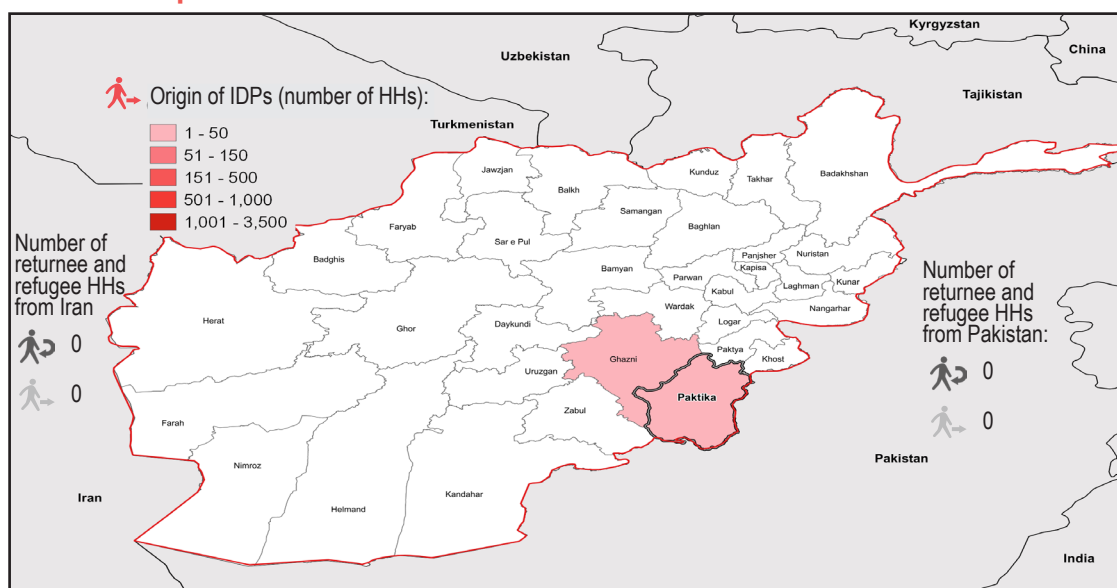 Kyrgyzstan
Uzbekistan
China
Tajikistan
Origin of IDPs (number of HHs):
Turkmenistan
1 - 50
51 - 150
151 - 500
501 - 1,000
1,001 - 3,500
Jawzjan
Balkh
Kunduz
Takhar
Badakhshan
Samangan
Faryab
Baghlan
Sar e Pul
Badghis
Panjsher
Nuristan
Bamyan
Parwan
Kapisa
Kabul
Laghman
Kunar
Nangarhar
Wardak
Herat
Ghor
Daykundi
Logar
Ghazni
Paktya
Khost
Uruzgan
Paktika
Zabul
Farah
Nimroz
Helmand
Kandahar
Iran
Pakistan
India
Number of
returnee and
refugee HHs
from Iran
0
0
Number of
returnee and
refugee HHs
from Pakistan:
0
0